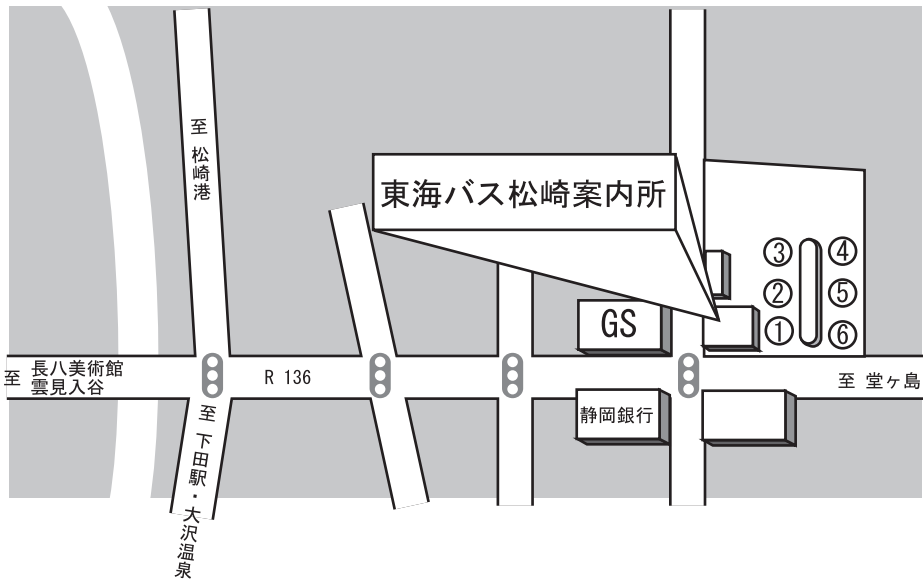 至 松崎港
東海バス松崎案内所
③ ④
② ⑤
① ⑥
GS
至 長八美術館
雲見入谷
R 136
至 堂ヶ島
静岡銀行
至 下田駅・大沢温泉